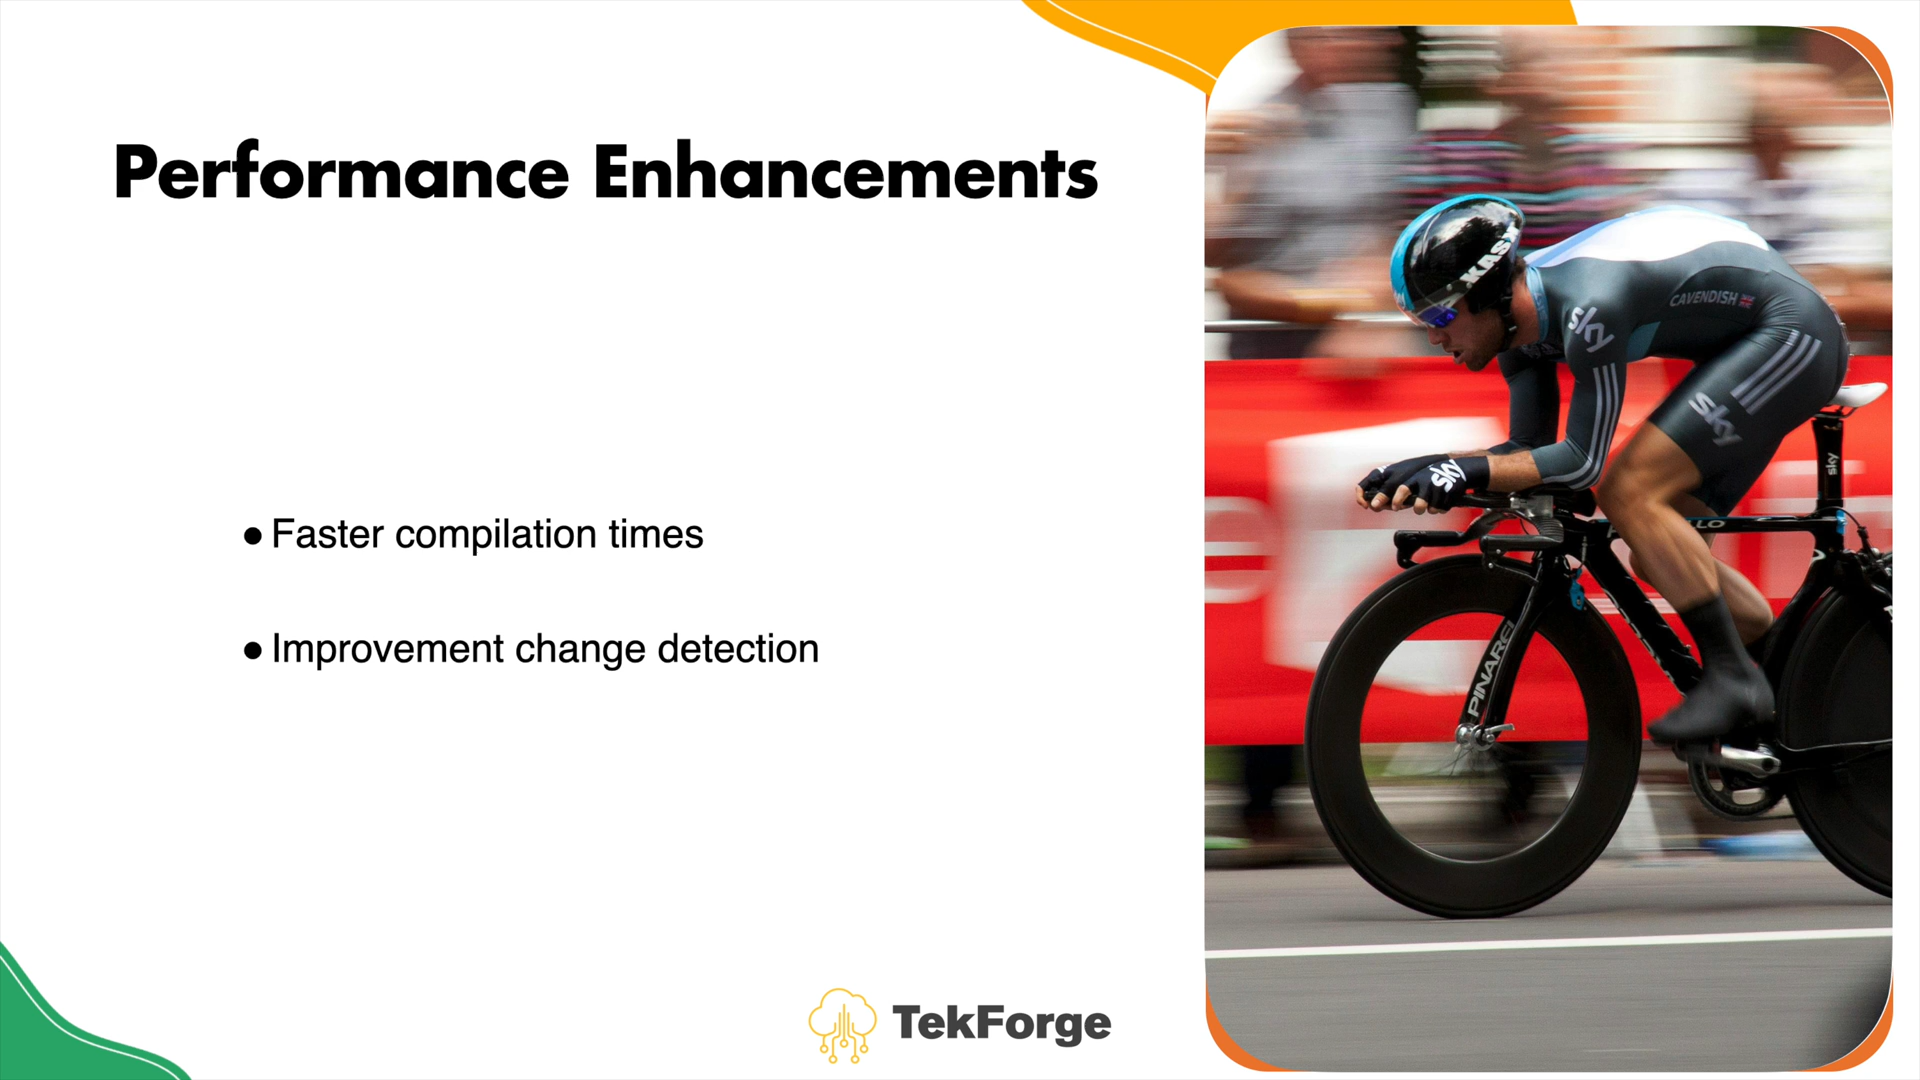 Performance Enhancements
● Faster compilation times
● Improvement change detection
TekForge
KASK
CAVENDISH
sky
sky
sky
sky
PINARELLO